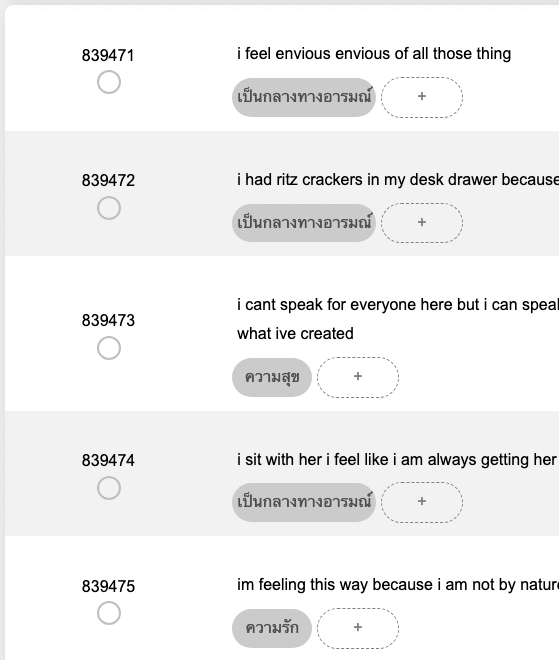 839471
i feel envious envious of all those thing
เป็นกลางทางอารมณ์ +
839472
i had ritz crackers in my desk drawer because
เป็นกลางทางอารมณ์ +
839473
i cant speak for everyone here but i can
what ive created
ความสุข +
839474
i sit with her i feel like i am always getting her
เป็นกลางทางอารมณ์ +
839475
im feeling this way because i am not by
ความรัก +